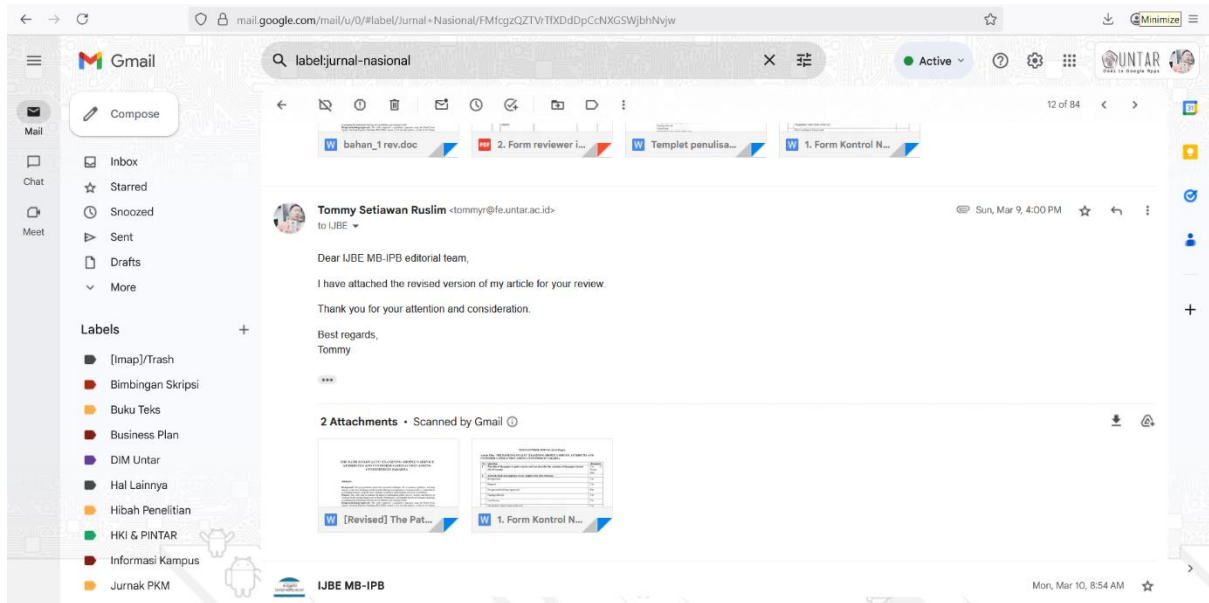 mail.google.com/mail/u/0/#label/Jurnal+Nasional/FMfcgzQZTVrTfXDdDpCcNXGSWjbhNvjw
Minimize
Gmail
label:jurnal-nasional
Active
UNTAR
Mail
Compose
12 of 84
31
bahan_1 rev.doc
2. Form reviewer i...
Templet penulisa...
1. Form Kontrol N...
Chat
Inbox
Starred
Meet
Snoozed
Tommy Setiawan Ruslim <tommyr@fe.untar.ac.id>
Sun, Mar 9, 4:00 PM
to IJBE
Sent
Drafts
More
Dear IJBE MB-IPB editorial team,
I have attached the revised version of my article for your review.
Thank you for your attention and consideration.
Best regards,
Tommy
Labels
[Imap]/Trash
Bimbingan Skripsi
Buku Teks
Business Plan
DIM Untar
Hal Lainnya
Hibah Penelitian
HKI & PINTAR
Informasi Kampus
Jurnak PKM
2 Attachments • Scanned by Gmail
[Revised] The Pat...
1. Form Kontrol N...
IJBE MB-IPB
Mon, Mar 10, 8:54 AM